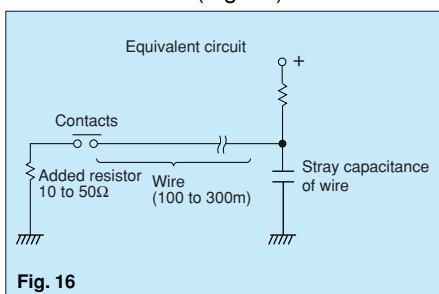 Equivalent circuit
+
Contacts
Added resistor
10 to 50Ω
Wire
(100 to 300m)
Stray capacitance
of wire
Fig. 16